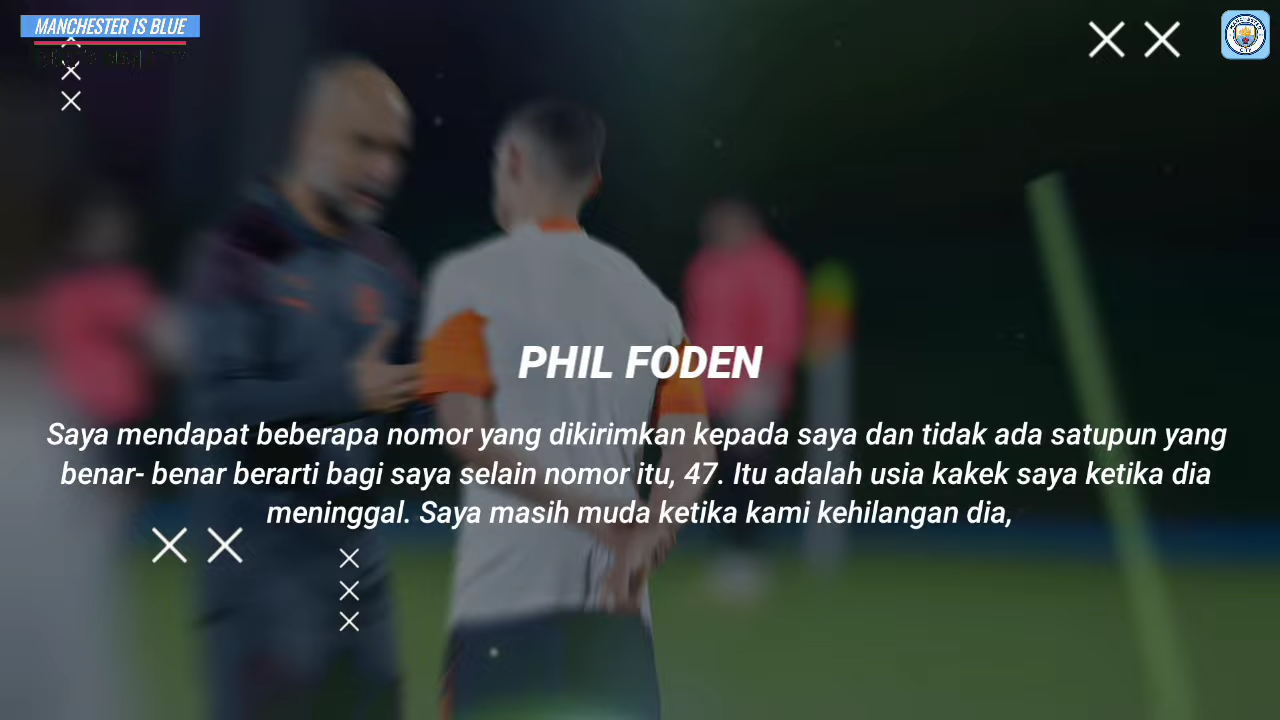 MANCHESTER IS BLUE
PHIL FODEN
Saya mendapat beberapa nomor yang dikirimkan kepada saya dan tidak ada satupun yang
benar- benar berarti bagi saya selain nomor itu, 47. Itu adalah usia kakek saya ketika dia
meninggal. Saya masih muda ketika kami kehilangan dia,